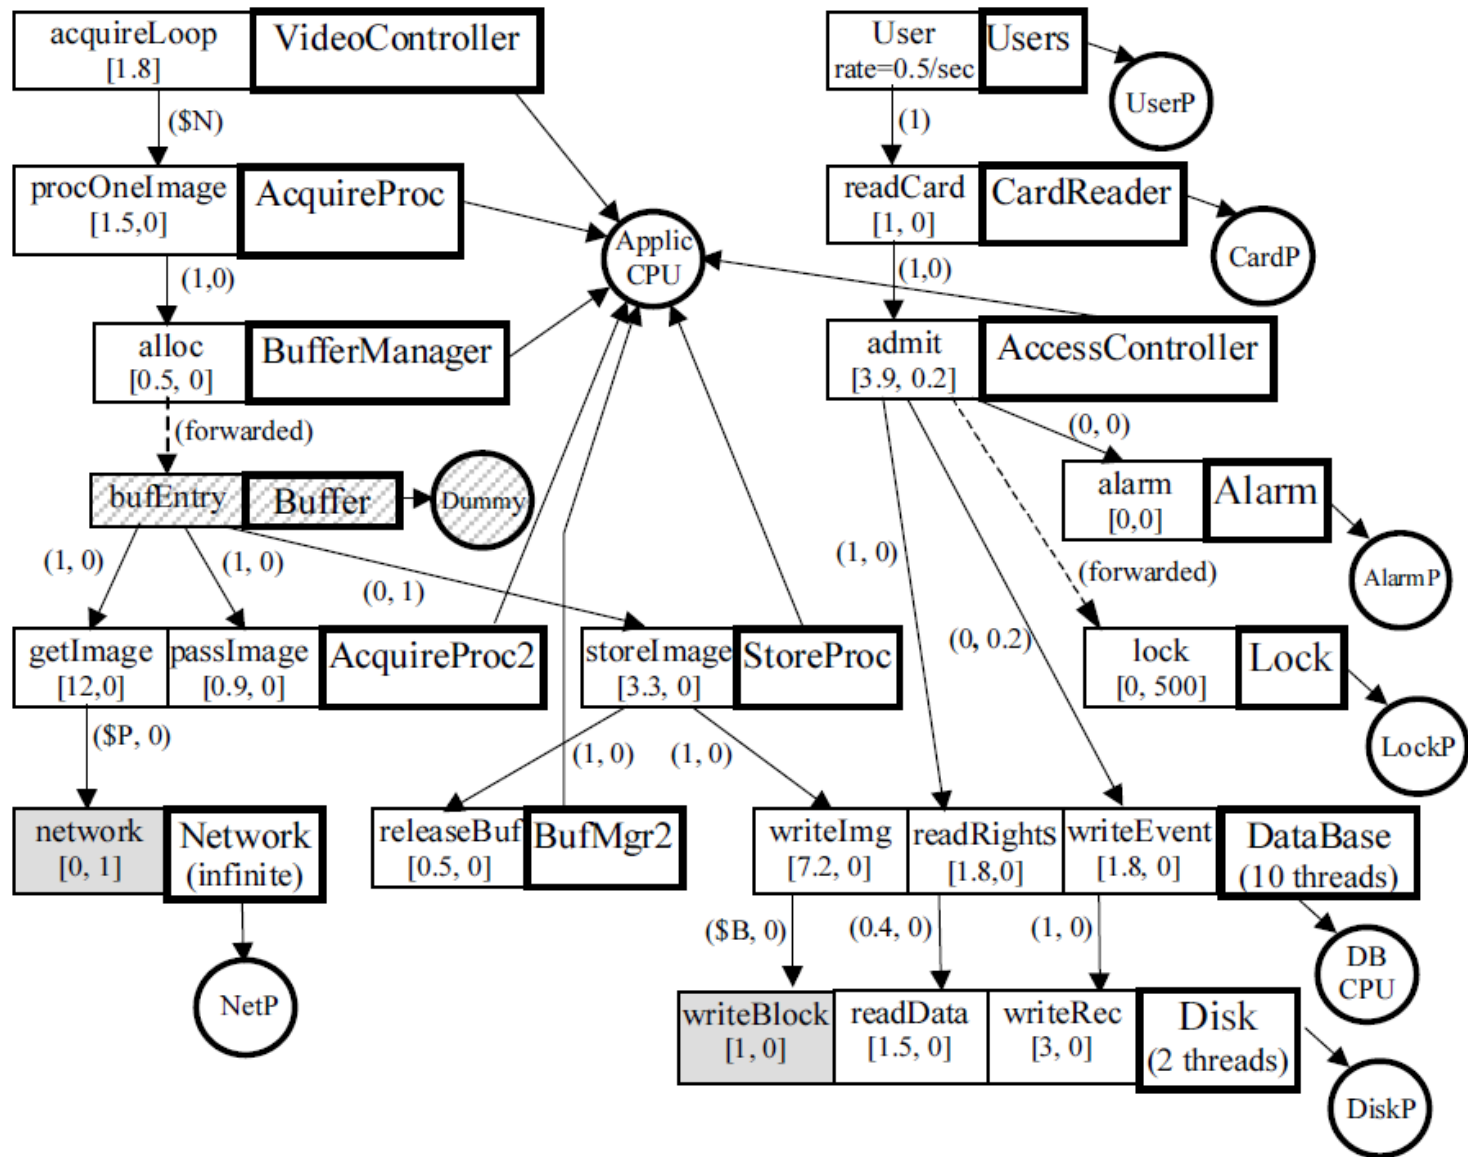 acquireLoop
[1.8]
VideoController
User
rate=0.5/sec
Users
UserP
($N)
(1)
procOneImage
[1.5,0]
AcquireProc
readCard
[1, 0]
CardReader
Applic
CPU
CardP
(1,0)
(1,0)
alloc
[0.5, 0]
BufferManager
admit
[3.9, 0.2]
AccessController
(forwarded)
(0, 0)
bufEntry
Buffer
Dummy
alarm
[0,0]
Alarm
AlarmP
(1, 0)
(1, 0)
(0, 1)
(1, 0)
(forwarded)
(0, 0.2)
getImage
[12,0]
passImage
[0.9, 0]
AcquireProc2
storeImage
[3.3, 0]
StoreProc
lock
[0, 500]
Lock
LockP
($P, 0)
(1, 0)
(1, 0)
network
[0, 1]
Network
(infinite)
releaseBuf
[0.5, 0]
BufMgr2
writeImg
[7.2, 0]
readRights
[1.8,0]
writeEvent
[1.8, 0]
DataBase
(10 threads)
($B, 0)
(0.4, 0)
(1, 0)
DB
CPU
NetP
writeBlock
[1, 0]
readData
[1.5, 0]
writeRec
[3, 0]
Disk
(2 threads)
DiskP